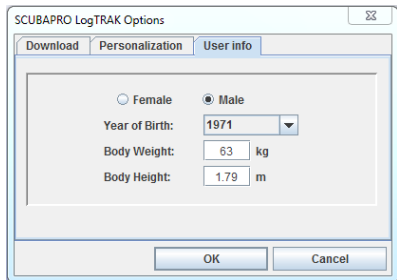 SCUBAPRO LogTRAK Options
Download Personalization User info
Female Male
Year of Birth: 1971
Body Weight: 63 kg
Body Height: 1.79 m
OK Cancel